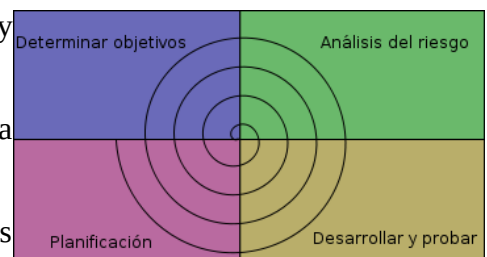 y
Determinar objetivos
Análisis del riesgo
a
s
Planificación
Desarrollar y probar